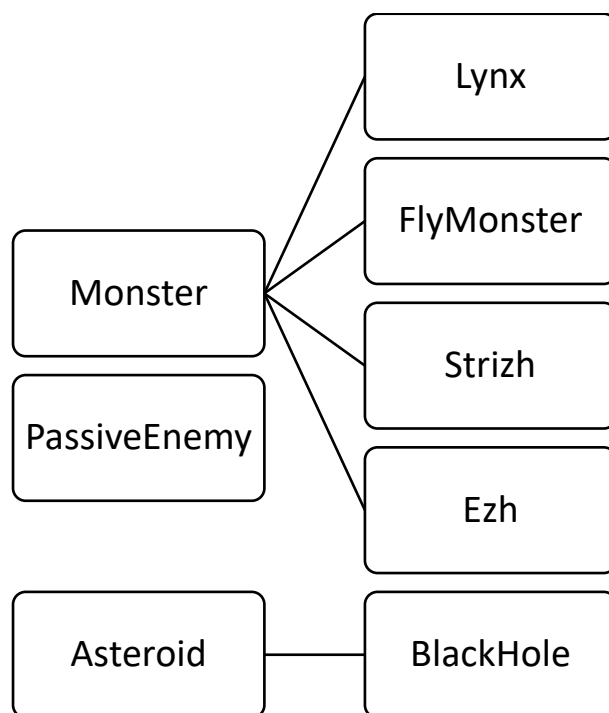 Lynx
FlyMonster
Monster
Strizh
PassiveEnemy
Ezh
Asteroid
BlackHole